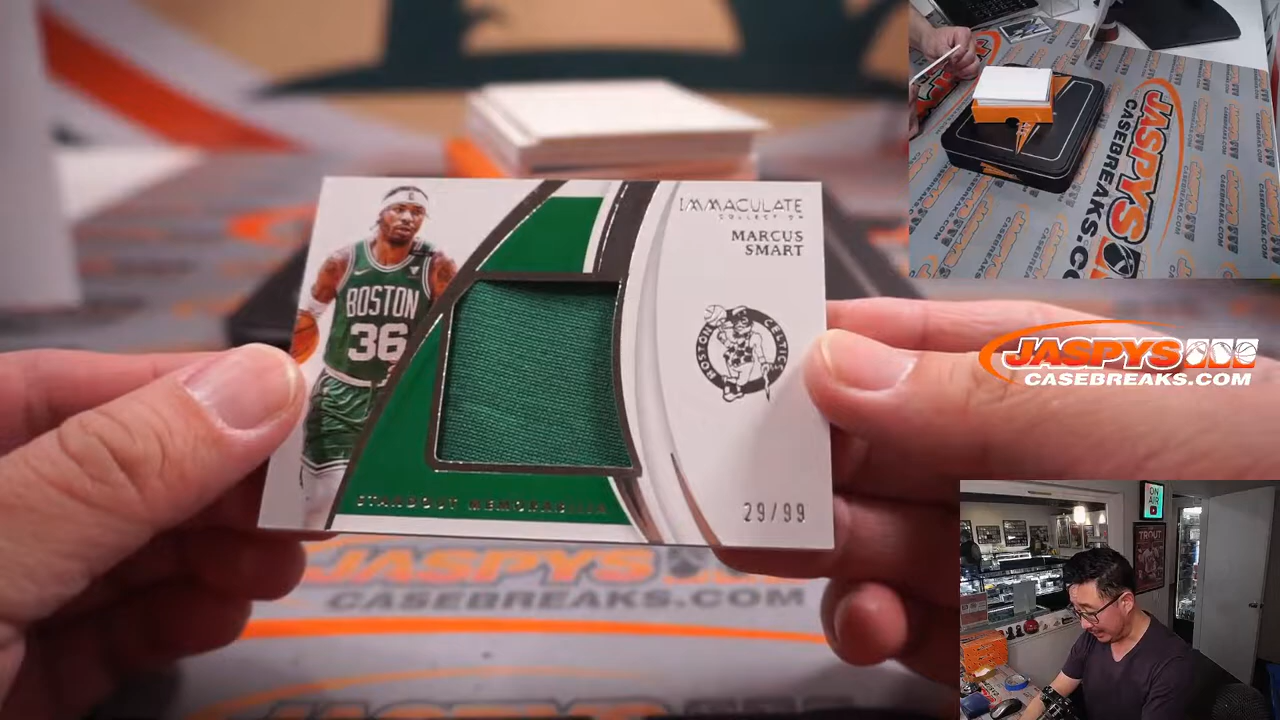 IMMACULATE
COLLECTION
MARCUS
SMART
BOSTON
36
BOSTON CELTICS
STANDOUT MEMORABILIA
29/99
JASPYS
CASEBREAKS.COM
JASPYS
CASEBREAKS.COM
JASPYS
CASEBREAKS.COM
ON
AIR
TROUT